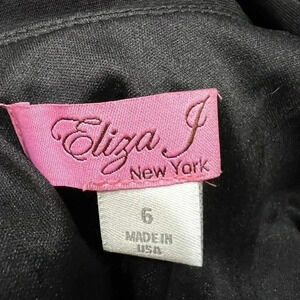 Eliza J
New York
6
MADE IN
USA